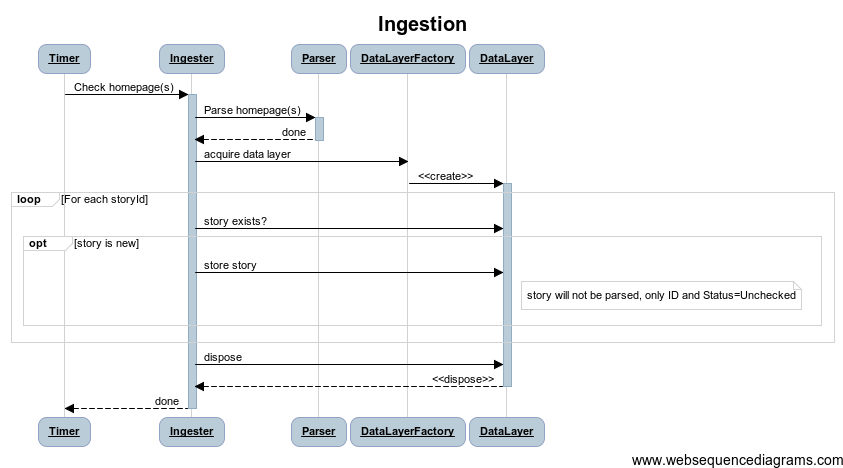 Ingestion
Timer Ingester Parser DataLayerFactory DataLayer
Check homepage(s)
Parse homepage(s)
done
acquire data layer
<<create>>
loop [For each storyId]
story exists?
opt [story is new]
store story
story will not be parsed, only ID and Status=Unchecked
dispose
<<dispose>>
done
Timer Ingester Parser DataLayerFactory DataLayer
www.websequencediagrams.com